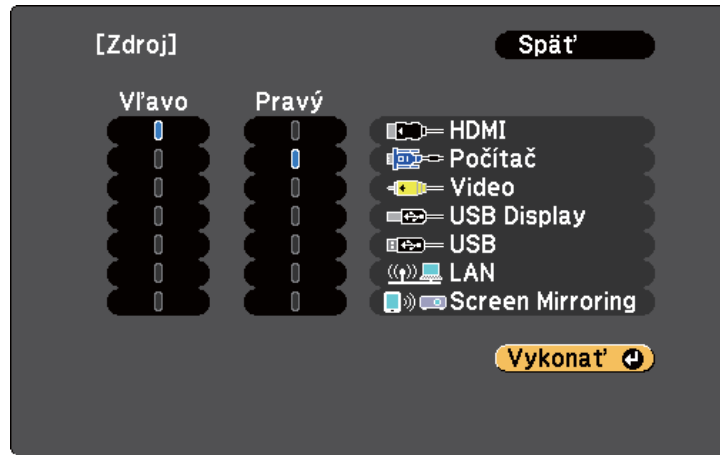 [Zdroj] Späť
Vľavo Pravý
HDMI
Počítač
Video
USB Display
USB
LAN
Screen Mirroring
Vykonať